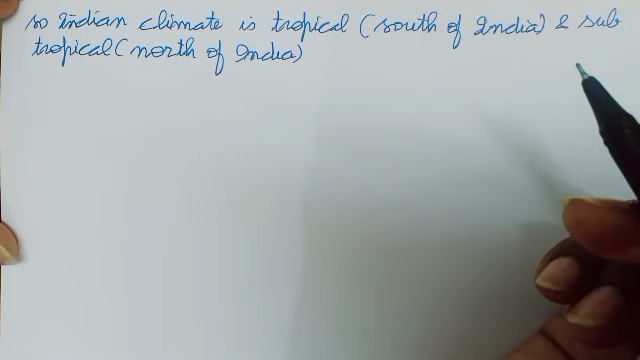 so Indian climate is tropical (south of India) & sub
tropical (north of India)